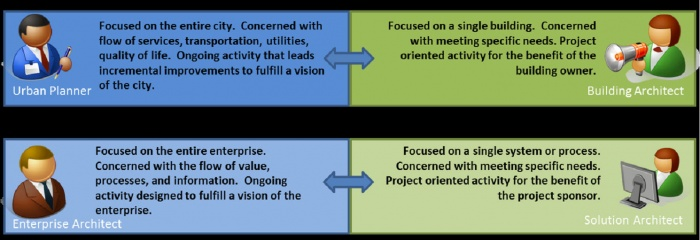 Focused on the entire city.  Concerned with
flow of services, transportation, utilities,
quality of life.  Ongoing activity that leads
incremental improvements to fulfill a vision
of the city.
Urban Planner
Focused on a single building.  Concerned
with meeting specific needs. Project
oriented activity for the benefit of the
building owner.
Building Architect
Focused on the entire enterprise.
Concerned with the flow of value,
processes, and information.  Ongoing
activity designed to fulfill a vision of the
enterprise.
Enterprise Architect
Focused on a single system or process.
Concerned with meeting specific needs.
Project oriented activity for the benefit of
the project sponsor.
Solution Architect